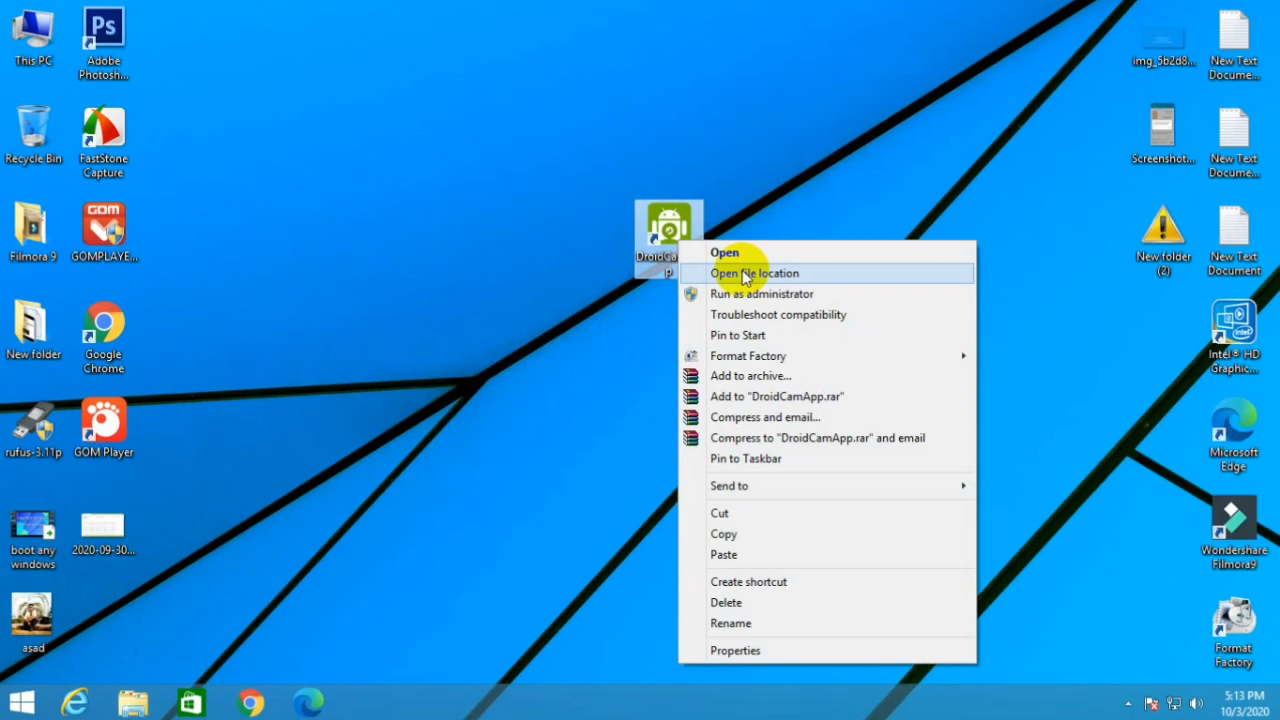 This PC
Ps
Adobe
Photosh...
Recycle Bin
FastStone
Capture
Filmora 9
GOM
GOMPLAYE...
New folder
Google
Chrome
rufus-3.11p
GOM Player
boot any
windows
2020-09-30...
asad
p
Open
Open file location
Run as administrator
Troubleshoot compatibility
Pin to Start
Format Factory
Add to archive...
Add to "DroidCamApp.rar"
Compress and email...
Compress to "DroidCamApp.rar" and email
Pin to Taskbar
Send to
Cut
Copy
Paste
Create shortcut
Delete
Rename
Properties
img_5b2d8...
New Text
Docume...
Screenshot...
New Text
Docume...
New folder
(2)
New Text
Document
intel
Intel® HD
Graphic...
Microsoft
Edge
Wondershare
Filmora9
Format
Factory
5:13 PM
10/3/2020